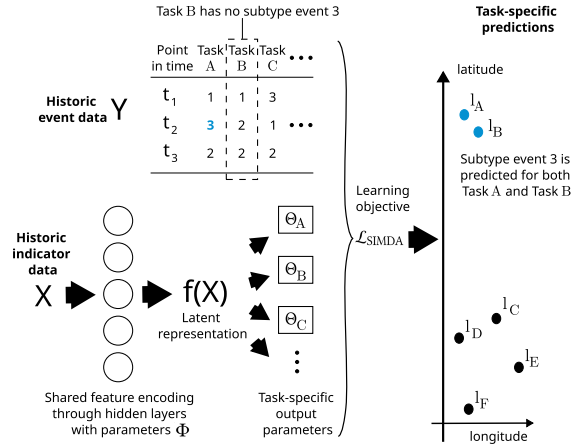 Task B has no subtype event 3
Point in time Task A Task B Task C •••
Historic event data Y
t1 1 1 3
t2 3 2 1 •••
t3 2 2 2
Historic
indicator
data
X
f(X)
Latent
representation
ΘA
ΘB
ΘC
Shared feature encoding
through hidden layers
with parameters Φ
Task-specific
output
parameters
Learning
objective
ℒSIMDA
Task-specific
predictions
latitude
lA
lB
Subtype event 3 is
predicted for both
Task A and Task B
lC
lD
lE
lF
longitude